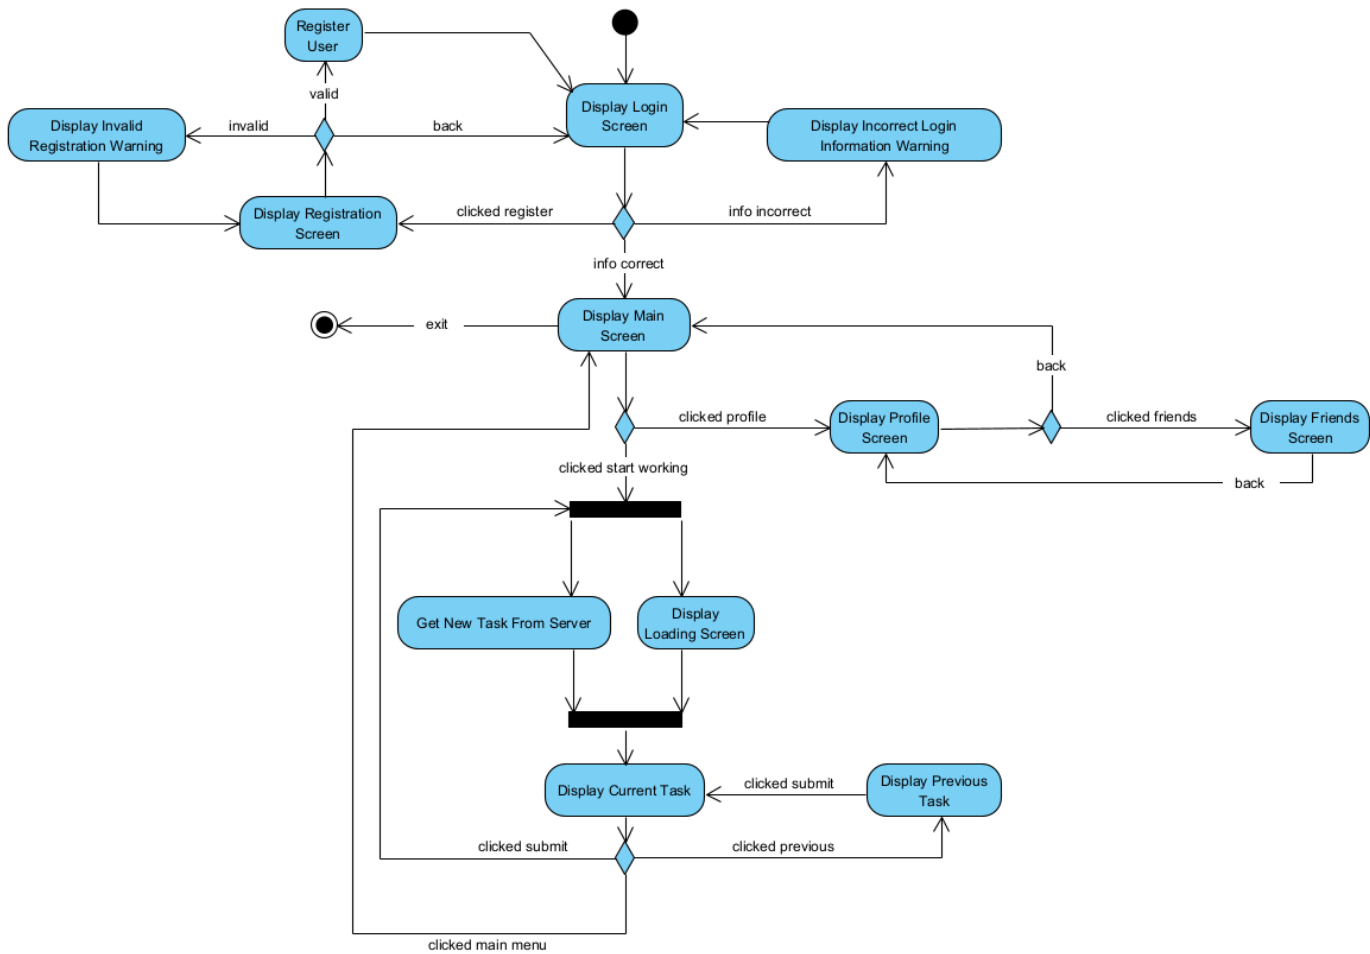 Register
User
valid
Display Login
Screen
Display Invalid
Registration Warning
invalid
back
Display Incorrect Login
Information Warning
Display Registration
Screen
clicked register
info incorrect
info correct
Display Main
Screen
exit
back
clicked profile
Display Profile
Screen
clicked friends
Display Friends
Screen
clicked start working
back
Get New Task From Server
Display
Loading Screen
Display Current Task
clicked submit
Display Previous
Task
clicked submit
clicked previous
clicked main menu